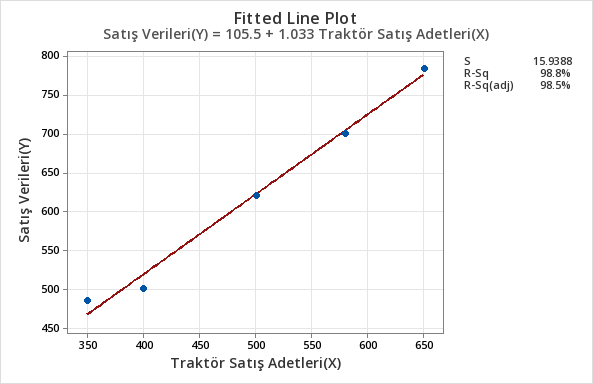 Fitted Line Plot
Satış Verileri(Y) = 105.5 + 1.033 Traktör Satış Adetleri(X)
S 15.9388
R-Sq 98.8%
R-Sq(adj) 98.5%
Satış Verileri(Y)
800
750
700
650
600
550
500
450
350 400 450 500 550 600 650
Traktör Satış Adetleri(X)